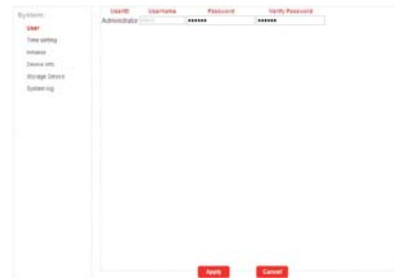 System
User
Time setting
Initialize
Device info
Storage Device
System log
UserID Username Password Verify Password
Administrator admin ●●●●●● ●●●●●●
Apply Cancel